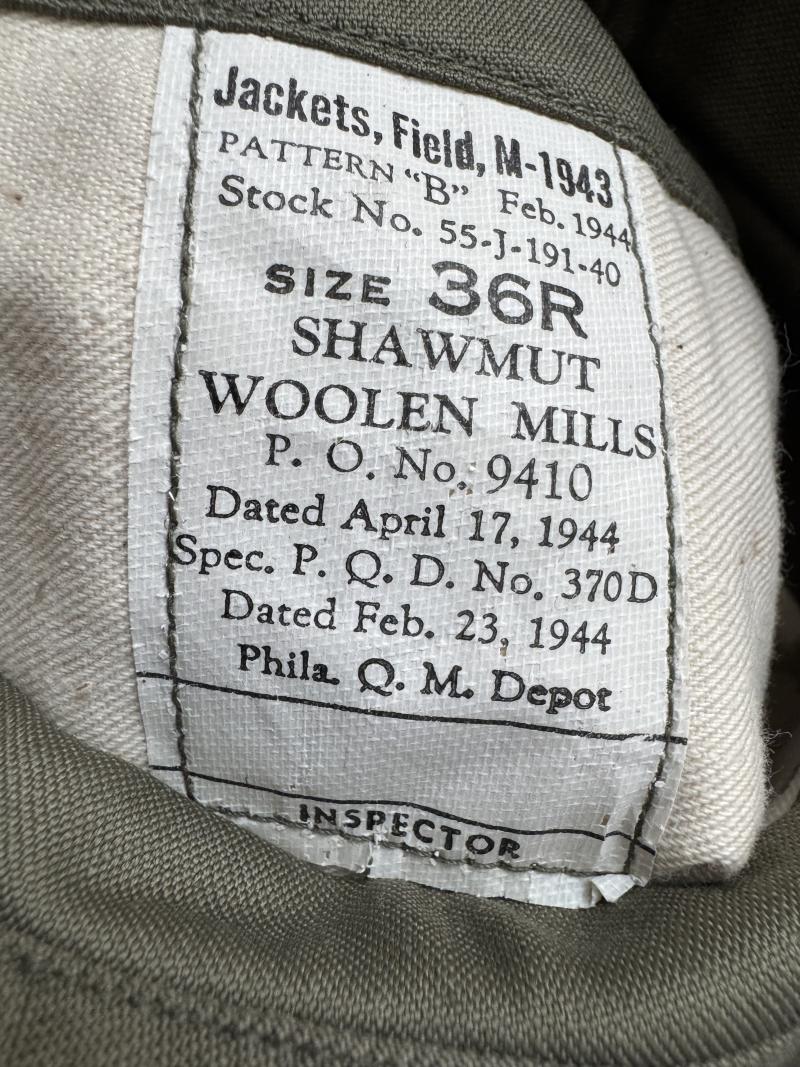 Jackets, Field, M-1943
PATTERN "B" Feb. 1944
Stock No. 55-J-191-40
SIZE 36R
SHAWMUT
WOOLEN MILLS
P. O. No. 9410
Dated April 17, 1944
Spec. P. Q. D. No. 370D
Dated Feb. 23, 1944
Phila. Q. M. Depot
INSPECTOR